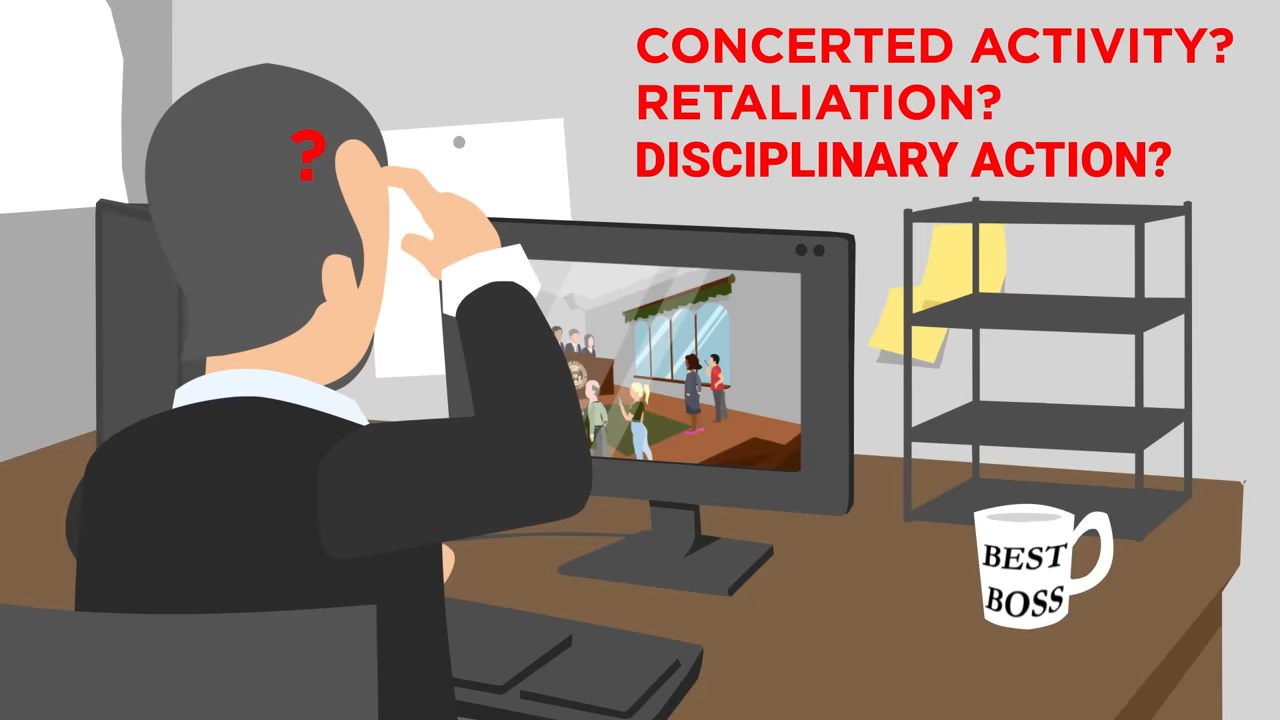 CONCERTED ACTIVITY?
RETALIATION?
DISCIPLINARY ACTION?
?
BEST
BOSS